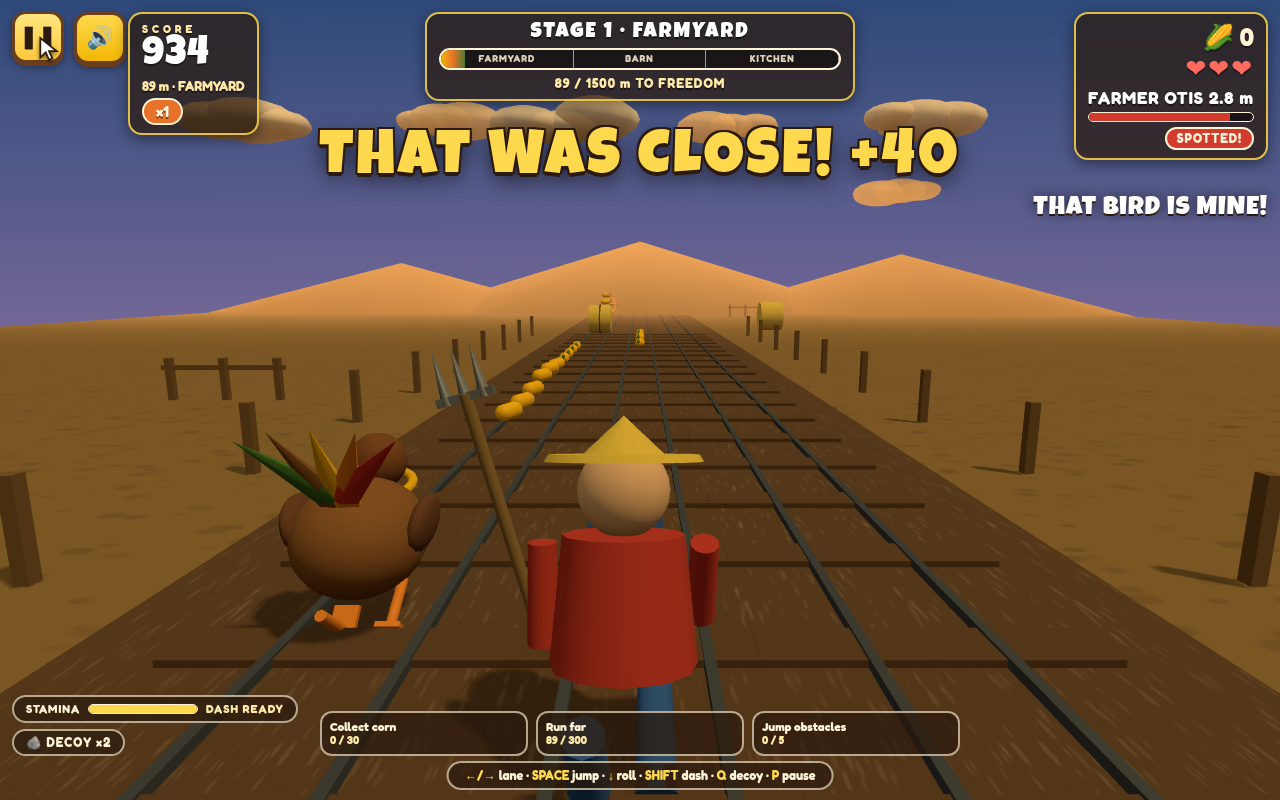 SCORE
934
89 m · FARMYARD
x1
STAGE 1 · FARMYARD
FARMYARD BARN KITCHEN
89 / 1500 m TO FREEDOM
0
FARMER OTIS 2.8 m
SPOTTED!
THAT WAS CLOSE! +40
THAT BIRD IS MINE!
STAMINA DASH READY
DECOY x2
Collect corn
0 / 30
Run far
89 / 300
Jump obstacles
0 / 5
←/→ lane · SPACE jump · ↓ roll · SHIFT dash · Q decoy · P pause